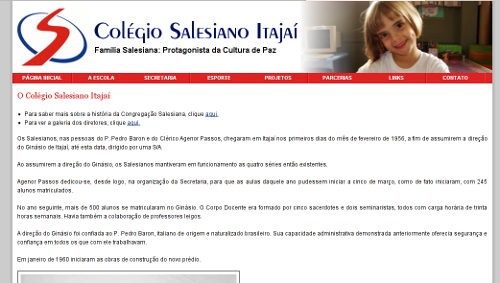 Colégio Salesiano Itajaí
Família Salesiana: Protagonista da Cultura de Paz
PÁGINA INICIAL A ESCOLA SECRETARIA ESPORTE PROJETOS PARCERIAS LINKS CONTATO
O Colégio Salesiano Itajaí
Para saber mais sobre a história da Congregação Salesiana, clique aqui.
Para ver a galeria dos diretores, clique aqui.
Os Salesianos, nas pessoas do P. Pedro Baron e do Clérico Agenor Passos, chegaram em Itajaí nos primeiros dias do mês de fevereiro de 1956, a fim de assumirem a direção
do Ginásio de Itajaí, até esta data, dirigido por uma S/A.
Ao assumirem a direção do Ginásio, os Salesianos mantiveram em funcionamento as quatro séries então existentes.
Agenor Passos dedicou-se, desde logo, na organização da Secretaria, para que as aulas daquele ano pudessem iniciar a cinco de março, como de fato iniciaram, com 245
alunos matriculados.
No ano seguinte, mais de 500 alunos se matricularam no Ginásio. O Corpo Docente era formado por cinco sacerdotes e dois seminaristas, todos com carga horária de trinta
horas semanais. Havia também a colaboração de professores leigos.
A direção do Ginásio foi confiada ao P. Pedro Baron, italiano de origem e naturalizado brasileiro. Sua capacidade administrativa demonstrada anteriormente oferecia segurança e
confiança em todos os que com ele trabalhavam.
Em janeiro de 1960 iniciaram as obras de construção do novo prédio.